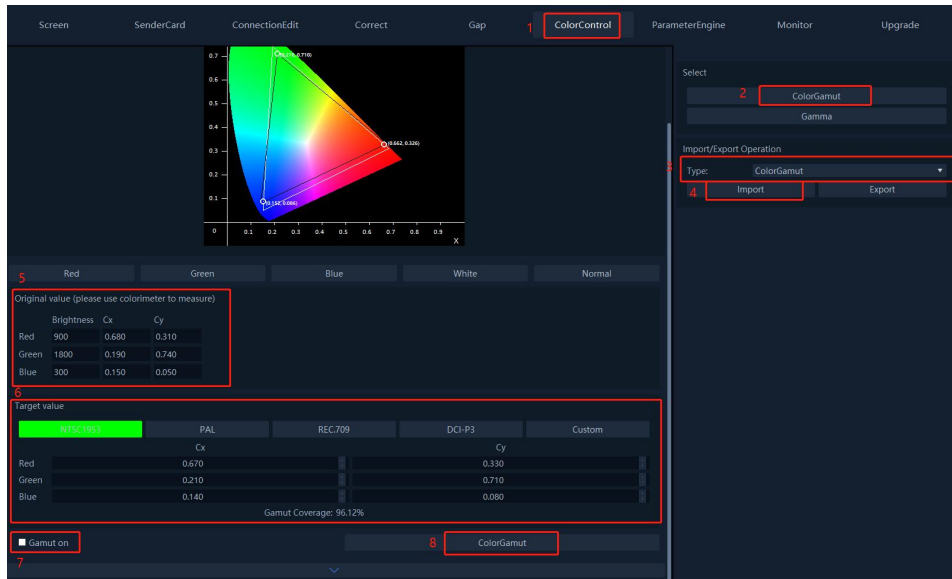 Screen SenderCard ConnectionEdit Correct Gap 1 ColorControl ParameterEngine Monitor Upgrade
Select
2 ColorGamut
Gamma
Import/Export Operation
3 Type: ColorGamut
4 Import Export
0.7
0.6
0.5
0.4
0.3
0.2
0.1
0 0.1 0.2 0.3 0.4 0.5 0.6 0.7 0.8 0.9
X
(0.662, 0.326)
(0.152, 0.086)
5 Red Green Blue White Normal
Original value (please use colorimeter to measure)
Brightness Cx Cy
Red 900 0.680 0.310
Green 1800 0.190 0.740
Blue 300 0.150 0.050
6
Target value
NTSC1953 PAL REC.709 DCI-P3 Custom
Cx Cy
Red 0.670 0.330
Green 0.210 0.710
Blue 0.140 0.080
Gamut Coverage: 96.12%
Gamut on 8 ColorGamut
7